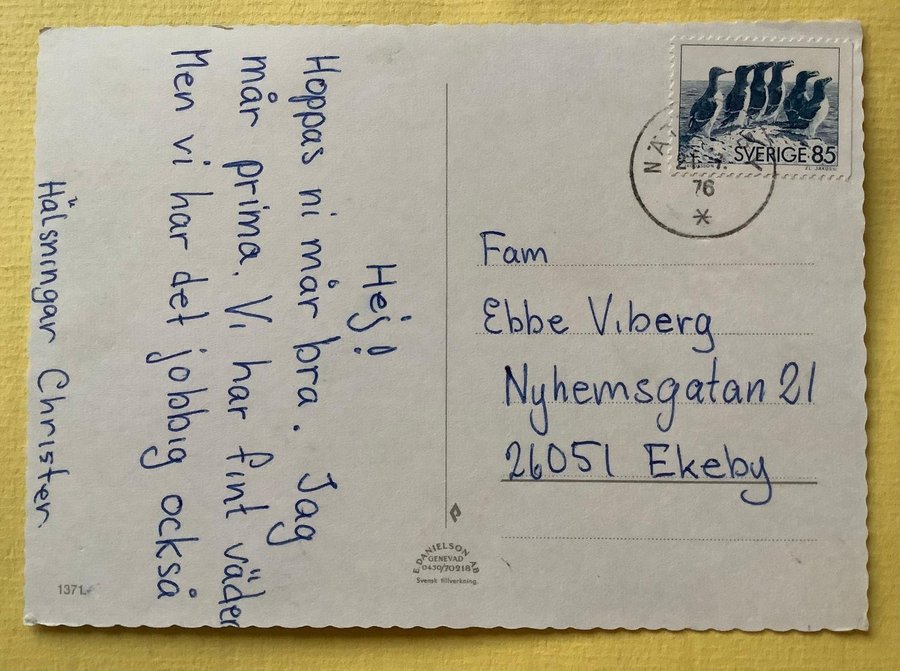 Hej!
Hoppas ni mår bra. Jag
mår prima. Vi har fint väder
Men vi har det jobbig också
Hälsningar Christer.
SVERIGE 85
21.
76
*
Fam
Ebbe Viberg
Nyhemsgatan 21
26051 Ekeby
E. DANIELSON AB
GENEVAD
0430/70218
Svensk tillverkning.
1371